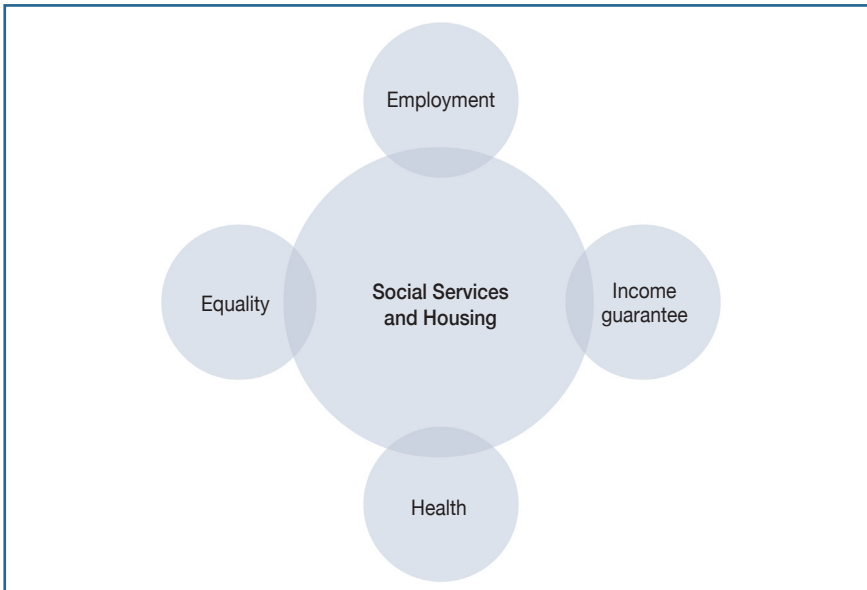 Employment
Equality
Social Services
and Housing
Income
guarantee
Health